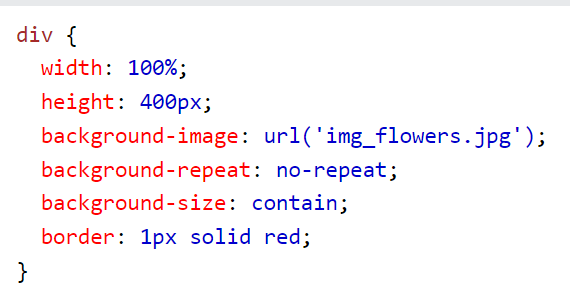 div {
  width: 100%;
  height: 400px;
  background-image: url('img_flowers.jpg');
  background-repeat: no-repeat;
  background-size: contain;
  border: 1px solid red;
}